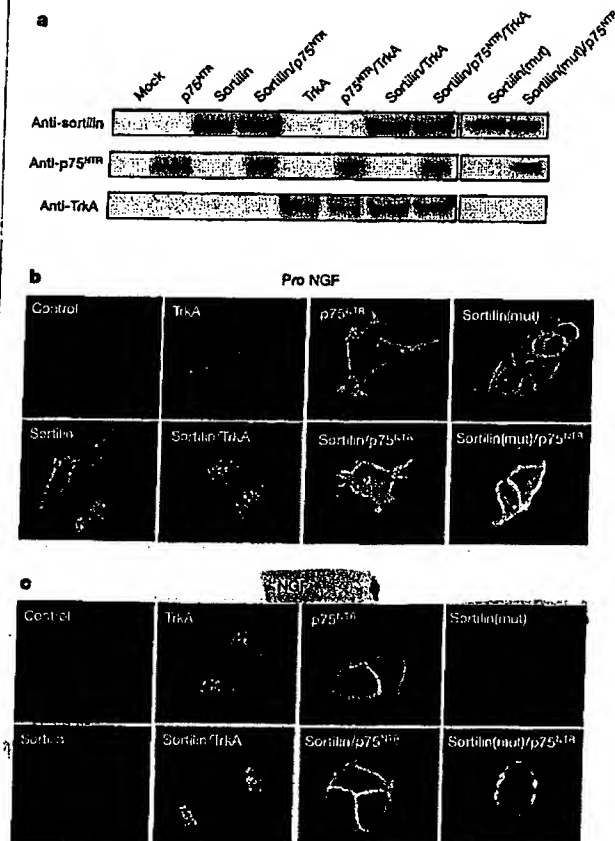 a
Mock
p75NTR
Sortilin
Sortilin/p75NTR
TrkA
p75NTR/TrkA
Sortilin/TrkA
Sortilin/p75NTR/TrkA
Sortilin(mut)
Sortilin(mut)/p75NTR
Anti-sortilin
Anti-p75NTR
Anti-TrkA
b
Pro NGF
Control TrkA p75NTR Sortilin(mut)
Sortilin Sortilin/TrkA Sortilin/p75NTR Sortilin(mut)/p75NTR
c
NGF
Control TrkA p75NTR Sortilin(mut)
Sortilin Sortilin/TrkA Sortilin/p75NTR Sortilin(mut)/p75NTR